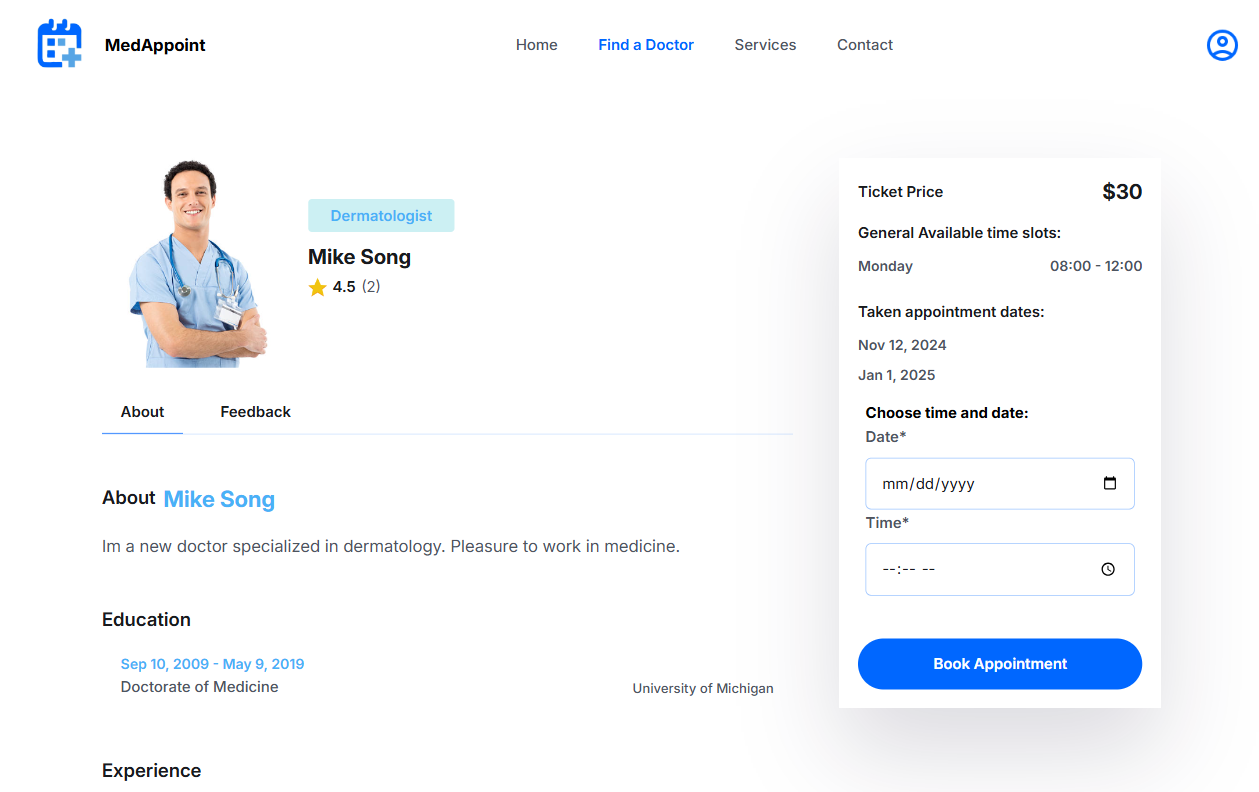 MedAppoint
Home
Find a Doctor
Services
Contact
Dermatologist
Mike Song
4.5 (2)
About
Feedback
About Mike Song
Im a new doctor specialized in dermatology. Pleasure to work in medicine.
Education
Sep 10, 2009 - May 9, 2019
Doctorate of Medicine
University of Michigan
Experience
Ticket Price
$30
General Available time slots:
Monday
08:00 - 12:00
Taken appointment dates:
Nov 12, 2024
Jan 1, 2025
Choose time and date:
Date*
mm/dd/yyyy
Time*
--:-- --
Book Appointment